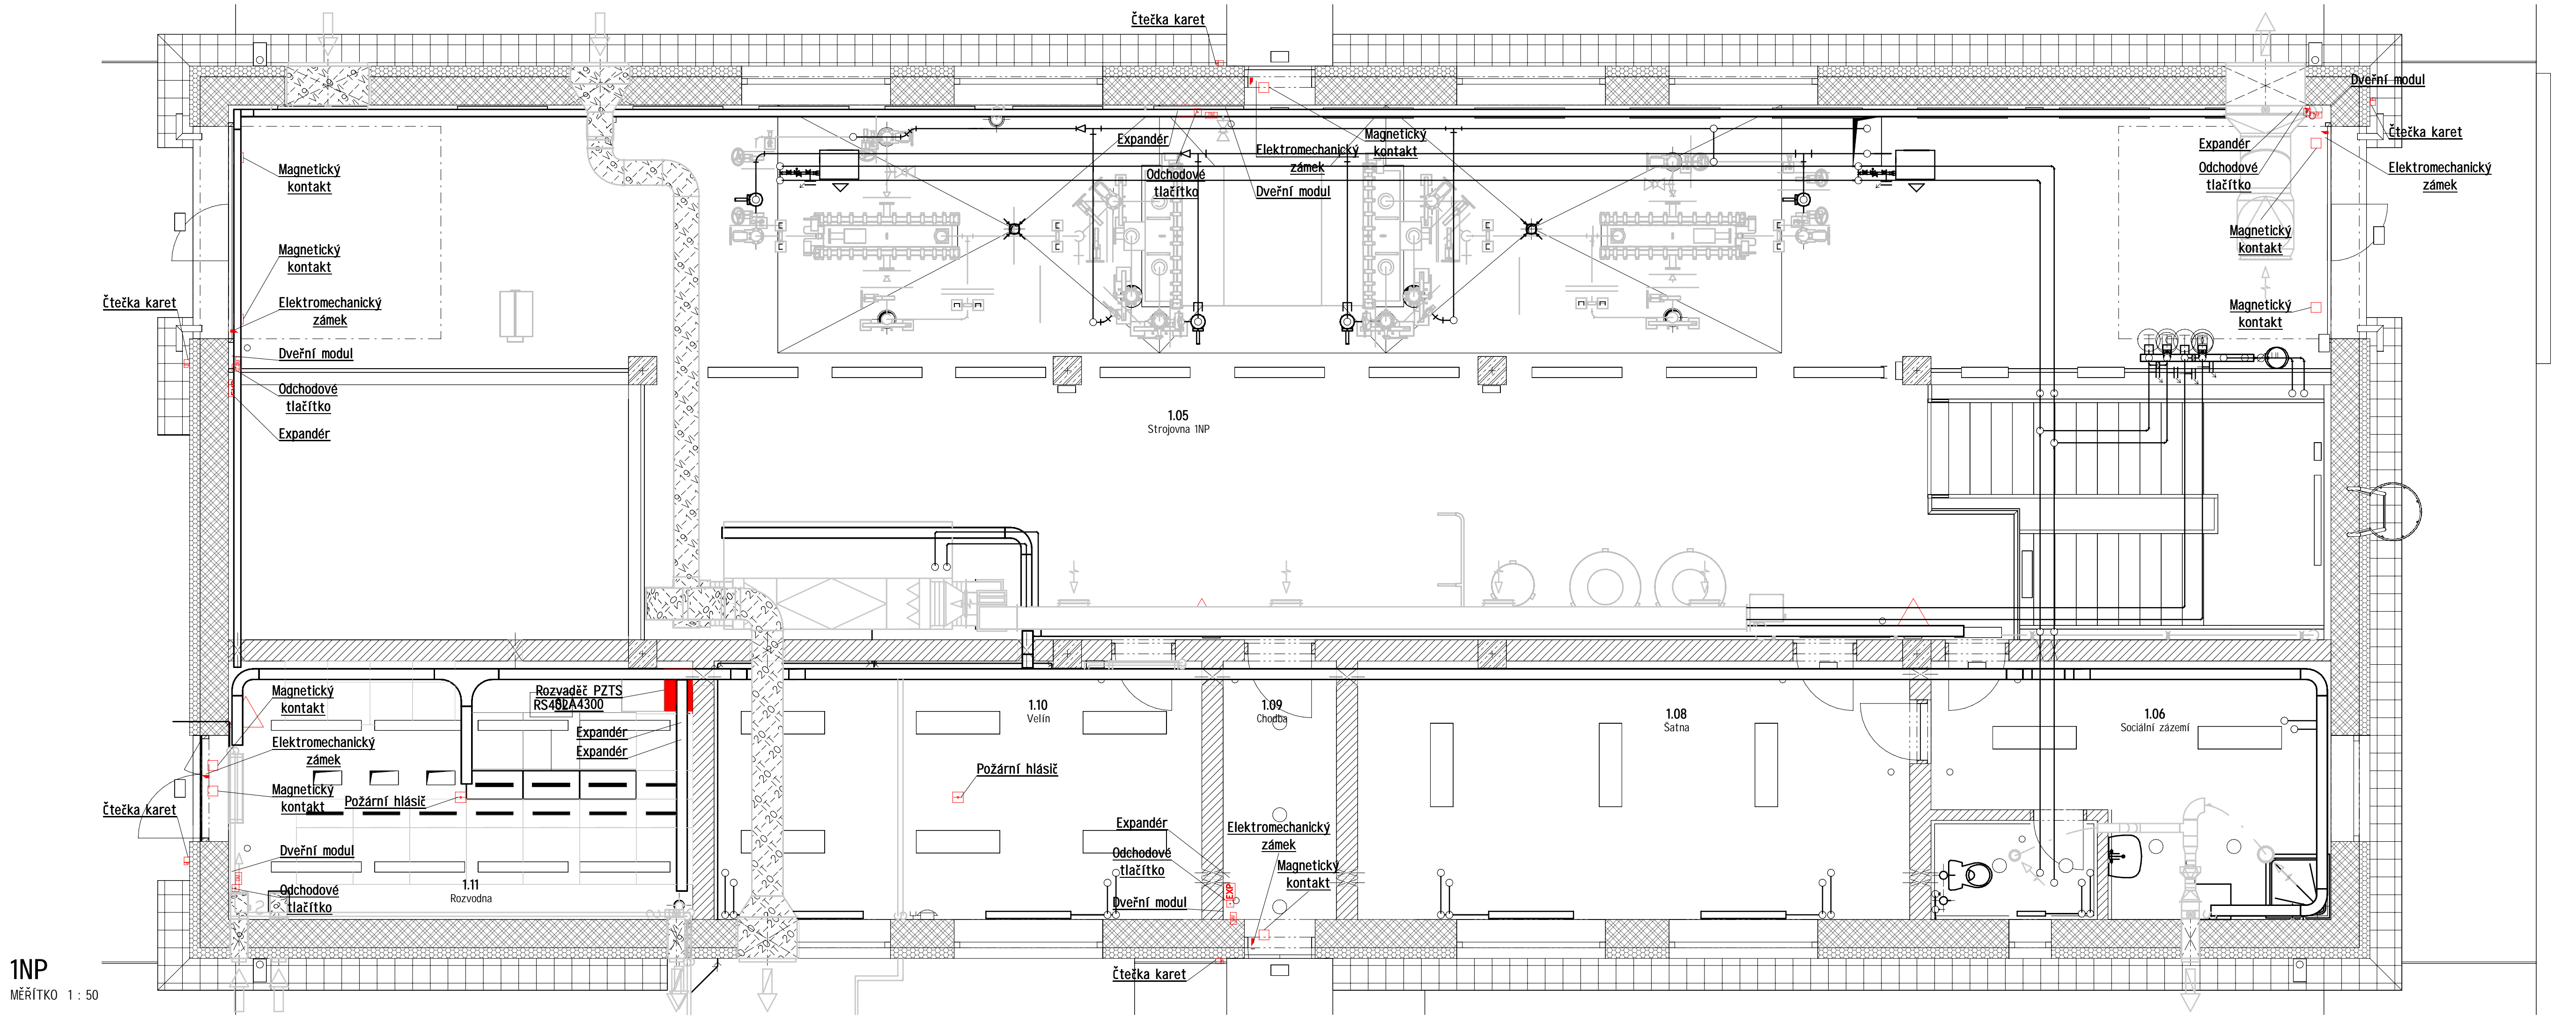 Čtečka karet
Dveřní modul
Magnetický
kontakt
Expandér
Elektromechanický
zámek
Magnetický
kontakt
Odchodové
tlačítko
Dveřní modul
Expandér
Odchodové
tlačítko
Čtečka karet
Elektromechanický
zámek
Magnetický
kontakt
Magnetický
kontakt
Čtečka karet
Elektromechanický
zámek
Magnetický
kontakt
Dveřní modul
Odchodové
tlačítko
Expandér
1.05
Strojovna 1NP
Magnetický
kontakt
Rozvaděč PZTS
Expandér
Expandér
Elektromechanický
zámek
Magnetický
kontakt
Požární hlásič
Čtečka karet
Dveřní modul
Odchodové
tlačítko
1.11
Rozvodna
1.10
Velín
Požární hlásič
1.09
Chodba
1.08
Šatna
1.06
Sociální zázemí
Expandér
Elektromechanický
zámek
Odchodové
tlačítko
Magnetický
kontakt
EXP
Dveřní modul
Čtečka karet
1NP
MĚŘÍTKO 1 : 50